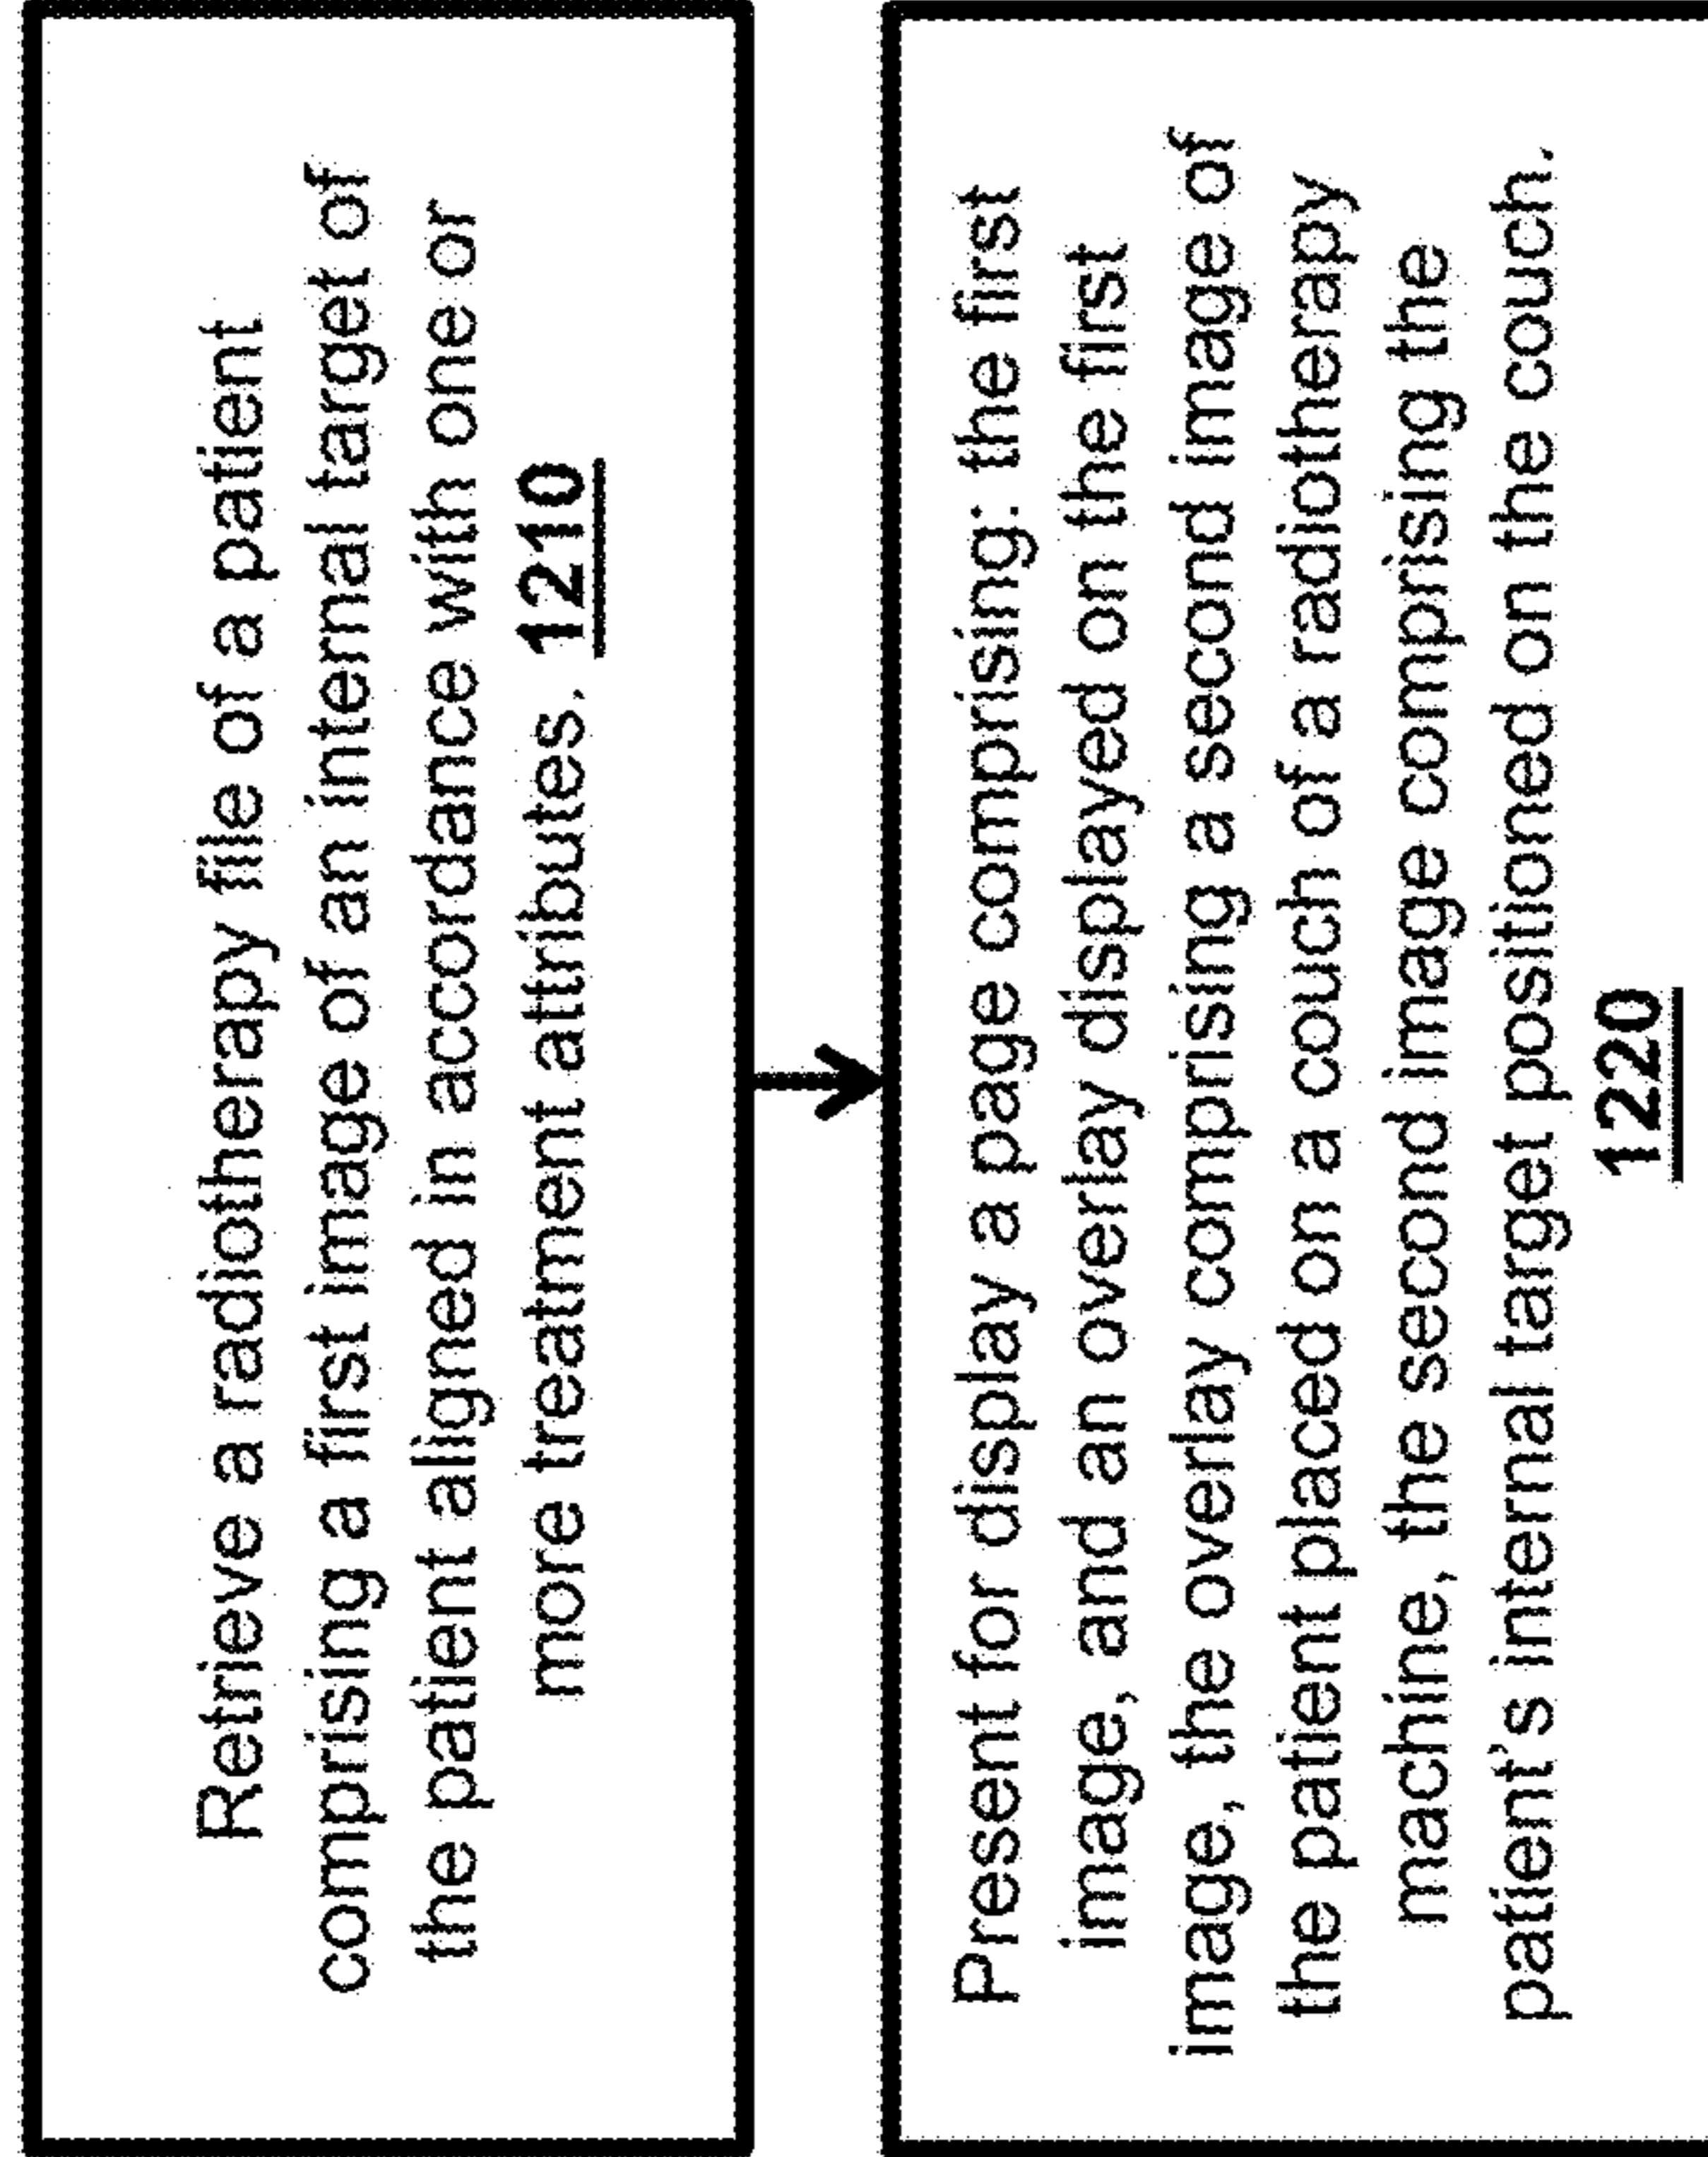 Retrieve a radiotherapy file of a patient
comprising a first image of an internal target of
the patient aligned in accordance with one or
more treatment attributes. 1210
Present for display a page comprising: the first
image, and an overlay displayed on the first
image, the overlay comprising a second image of
the patient placed on a couch of a radiotherapy
machine, the second image comprising the
patient's internal target positioned on the couch.
1220